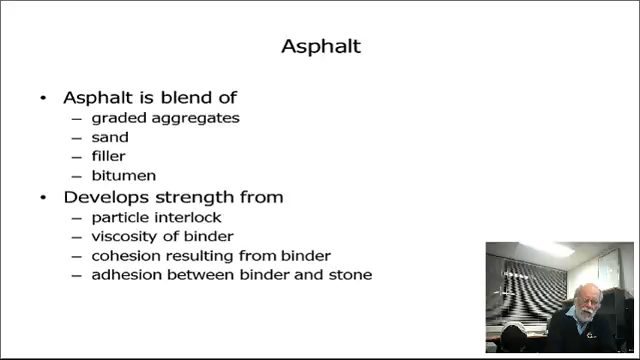 Asphalt
• Asphalt is blend of
– graded aggregates
– sand
– filler
– bitumen
• Develops strength from
– particle interlock
– viscosity of binder
– cohesion resulting from binder
– adhesion between binder and stone